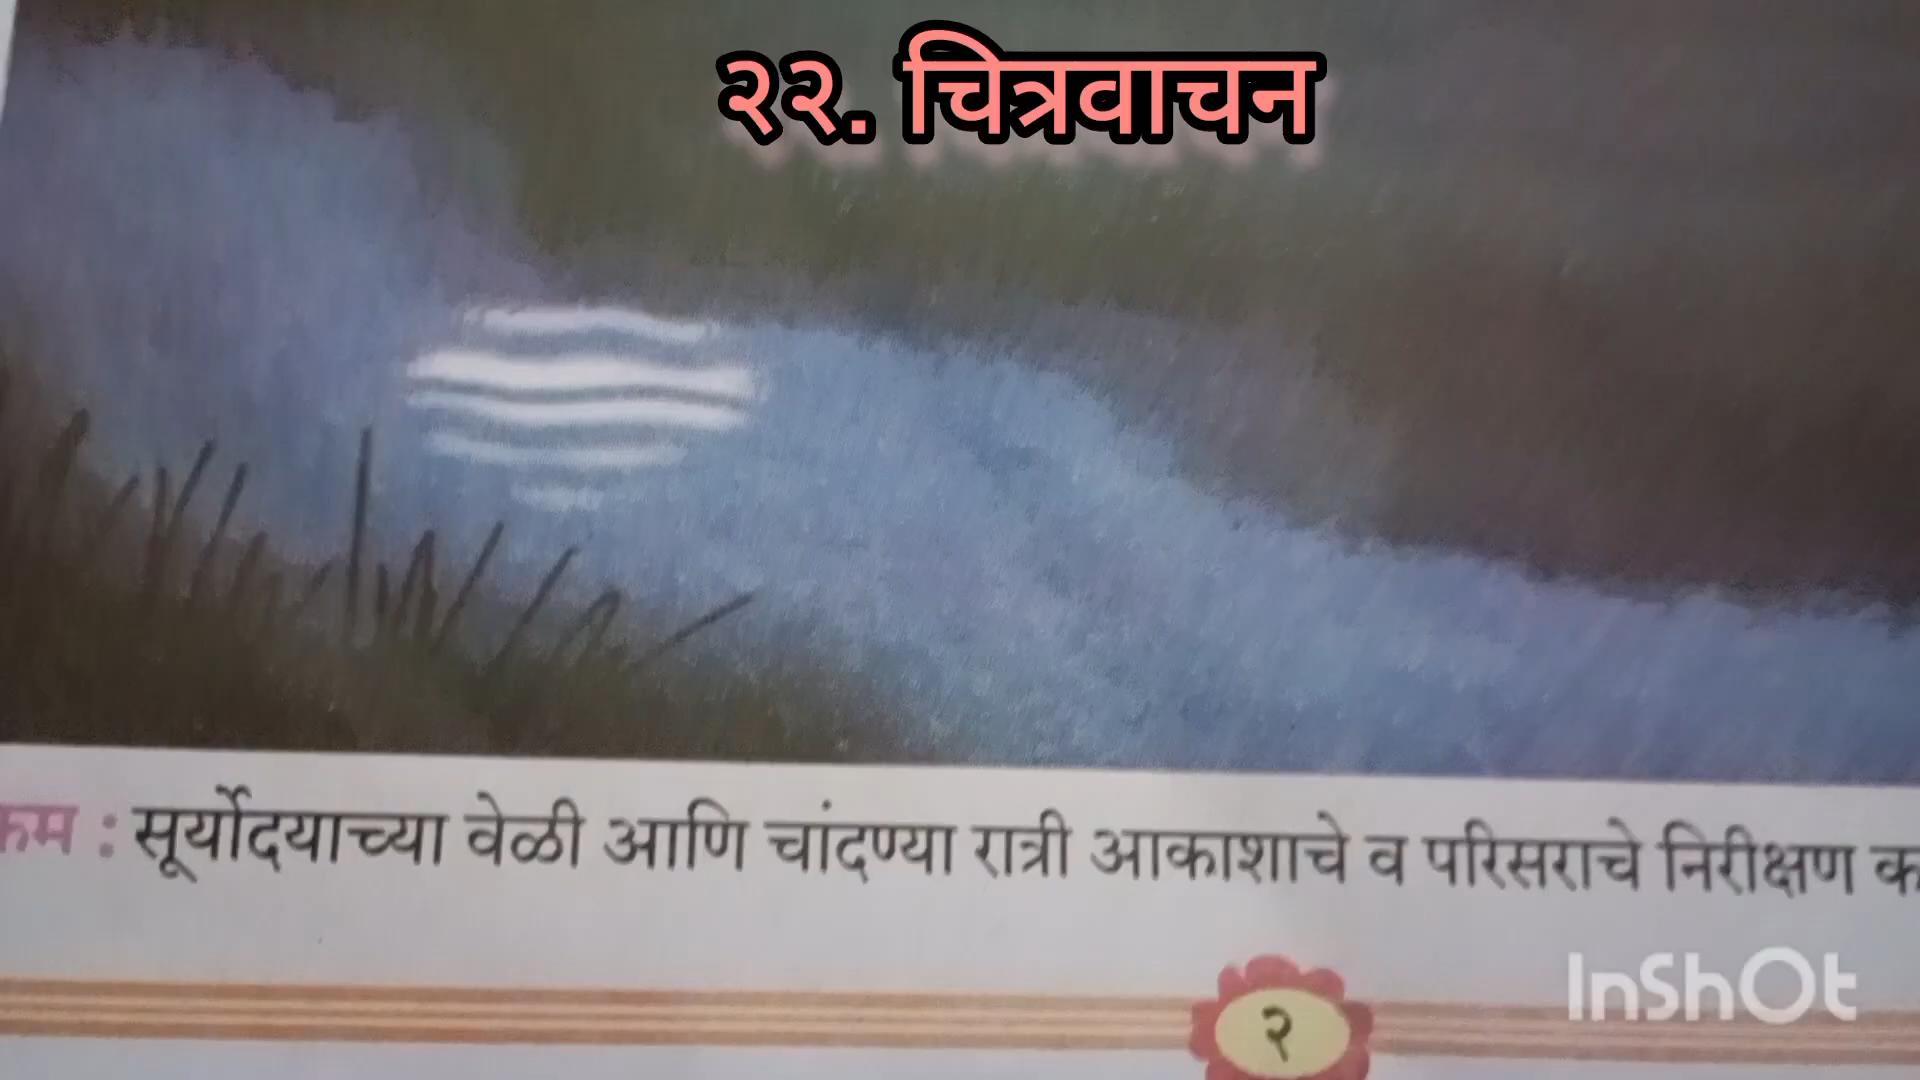 २२. चित्रवाचन
सूर्योदयाच्या वेळी आणि चांदण्या रात्री आकाशाचे व परिसराचे निरीक्षण
२
InShOt